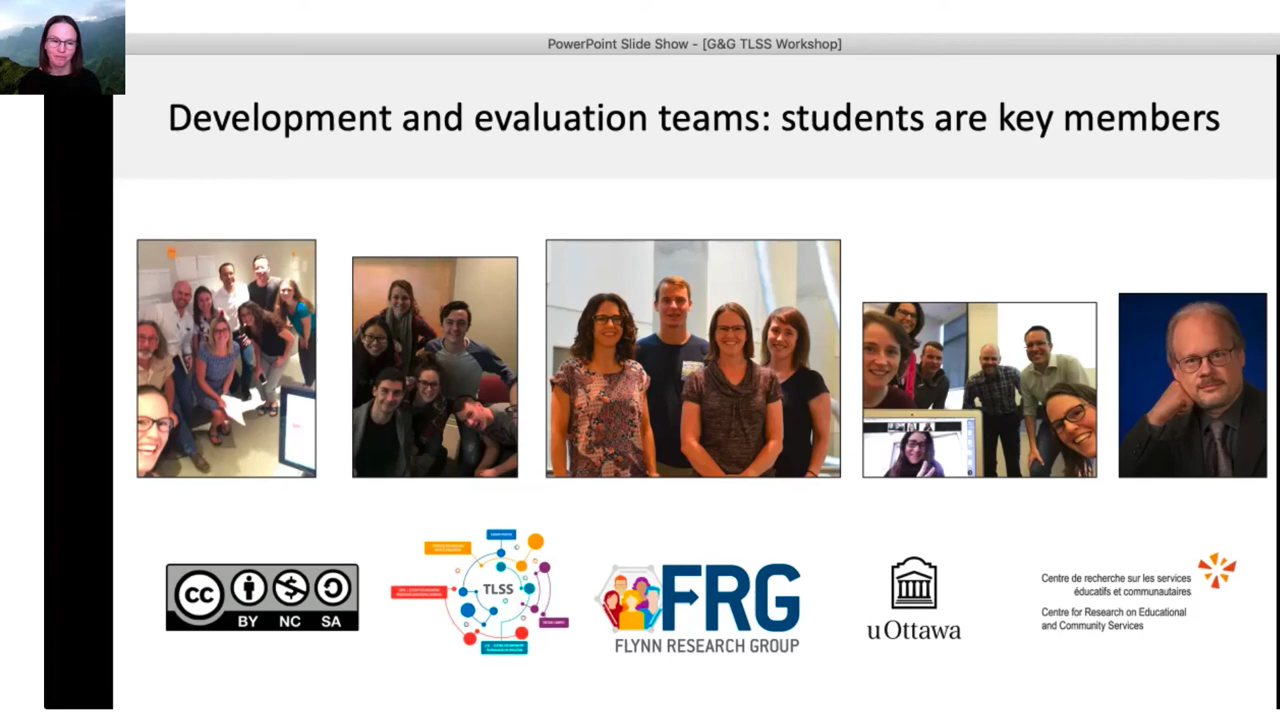 PowerPoint Slide Show - [G&G TLSS Workshop]
Development and evaluation teams: students are key members
cc
BY NC SA
TLSS
FRG
FLYNN RESEARCH GROUP
uOttawa
Centre de recherche sur les services
éducatifs et communautaires
Centre for Research on Educational
and Community Services